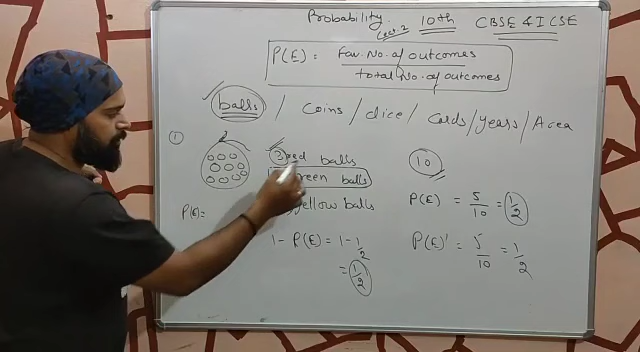 Probability 10th CBSE & ICSE
Lect. 2
P(E) = Fav. No. of outcomes
Total No. of outcomes
balls / Coins / dice / Cards / years / Area
① 3 red balls 10
green balls
P(E) = yellow balls P(E) = 5/10 = 1/2
1 - P(E) = 1 - 1/2 P(E)' = 5/10 = 1/2
= 1/2